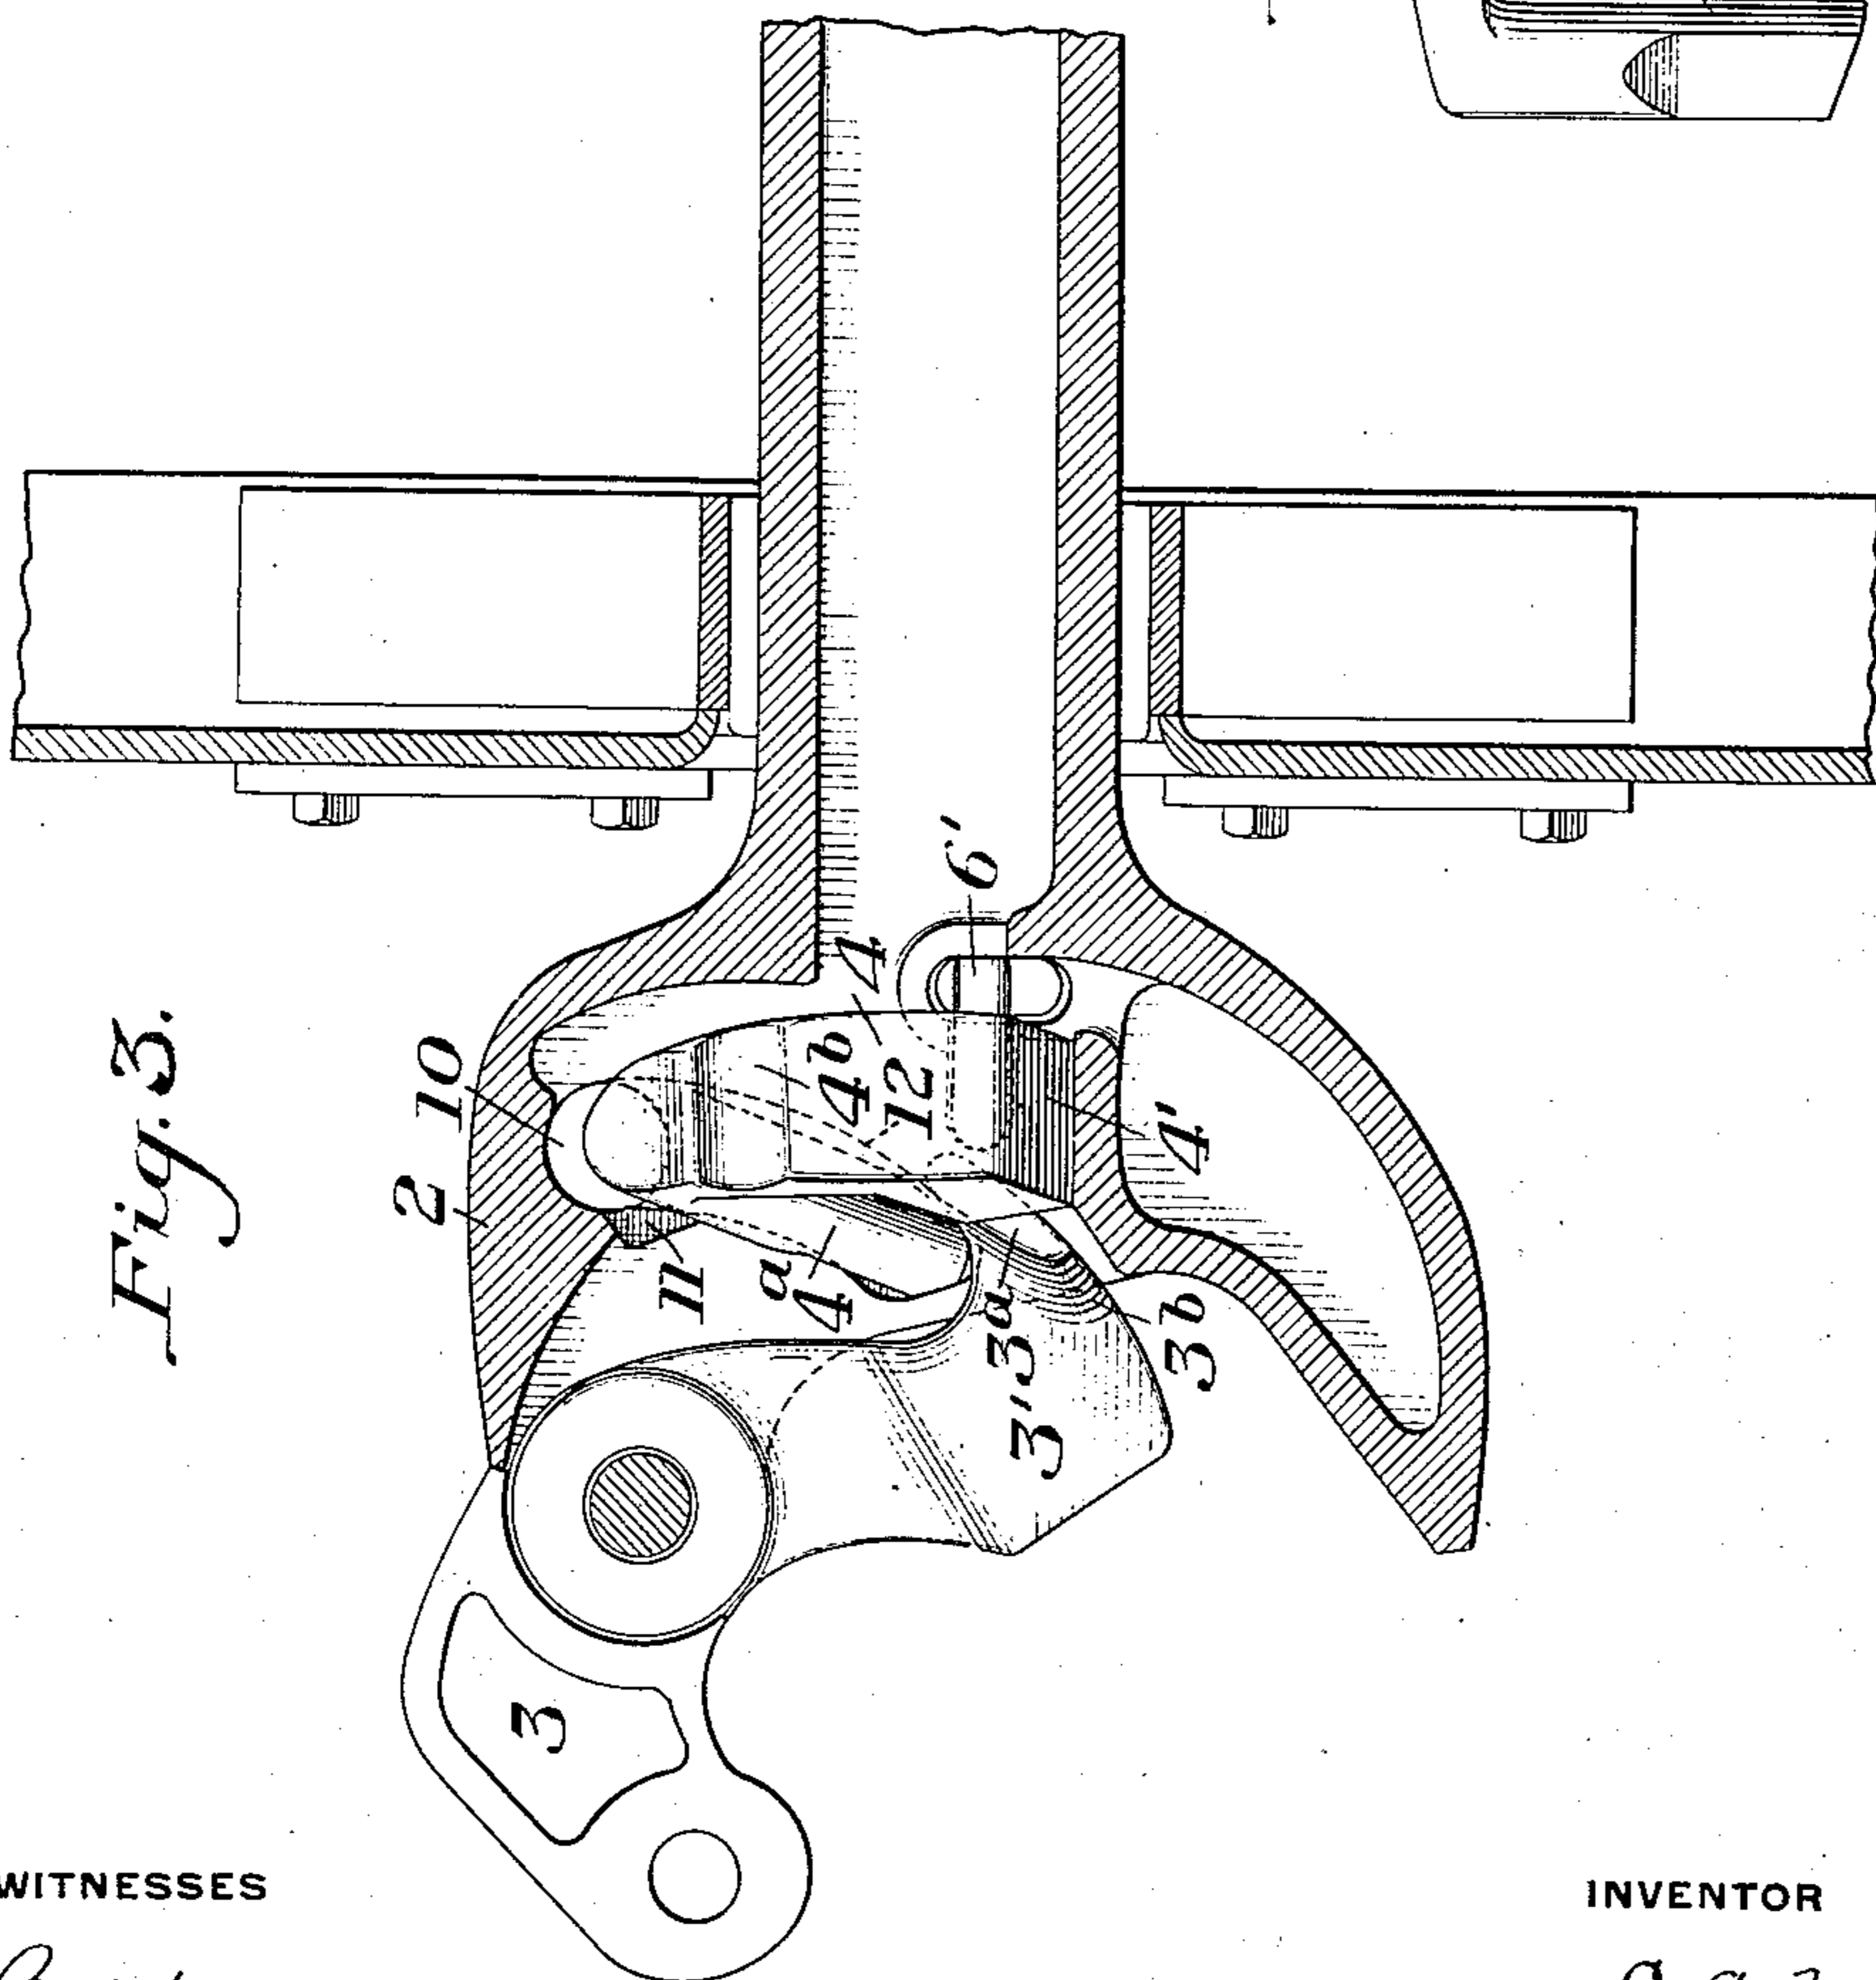 Fig. 3.
2
10
11
4
4b
12
6'
4'
4a
3a
3'
3b
3
WITNESSES
INVENTOR